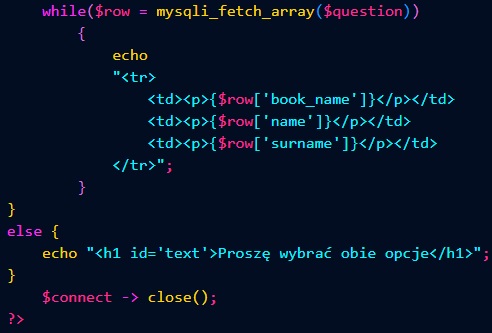 while($row = mysqli_fetch_array($question))
{
echo
"<tr>
<td><p>{$row['book_name']}</p></td>
<td><p>{$row['name']}</p></td>
<td><p>{$row['surname']}</p></td>
</tr>";
}
}
else {
echo "<h1 id='text'>Proszę wybrać obie opcje</h1>";
}
$connect -> close();
?>